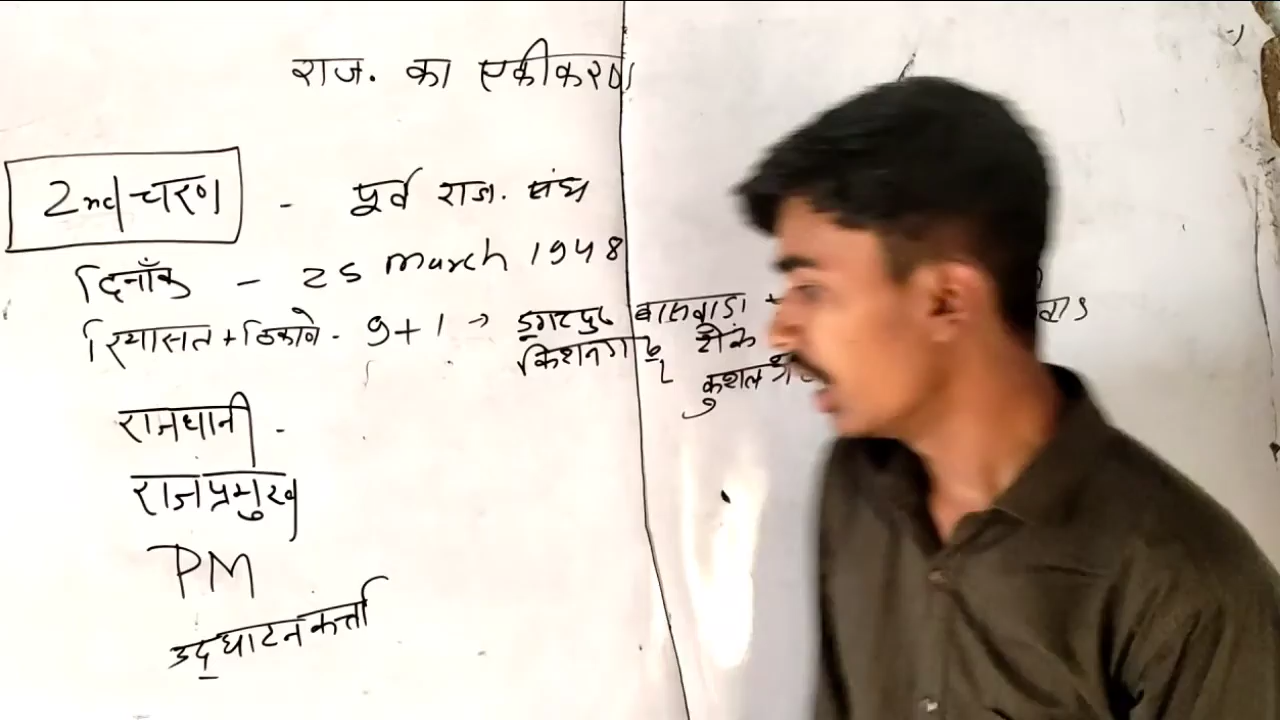 राज. का एकीकरण
2nd चरण - पूर्व राज. संघ
दिनाँक - 25 March 1948
रियासत + ठिकाने - 9+1 → डूगरपुर बासवाडा +
किशनगढ़ टोंक
कुशलग
राजधानी -
राजप्रमुख
PM
उद्घाटनकर्त्ता